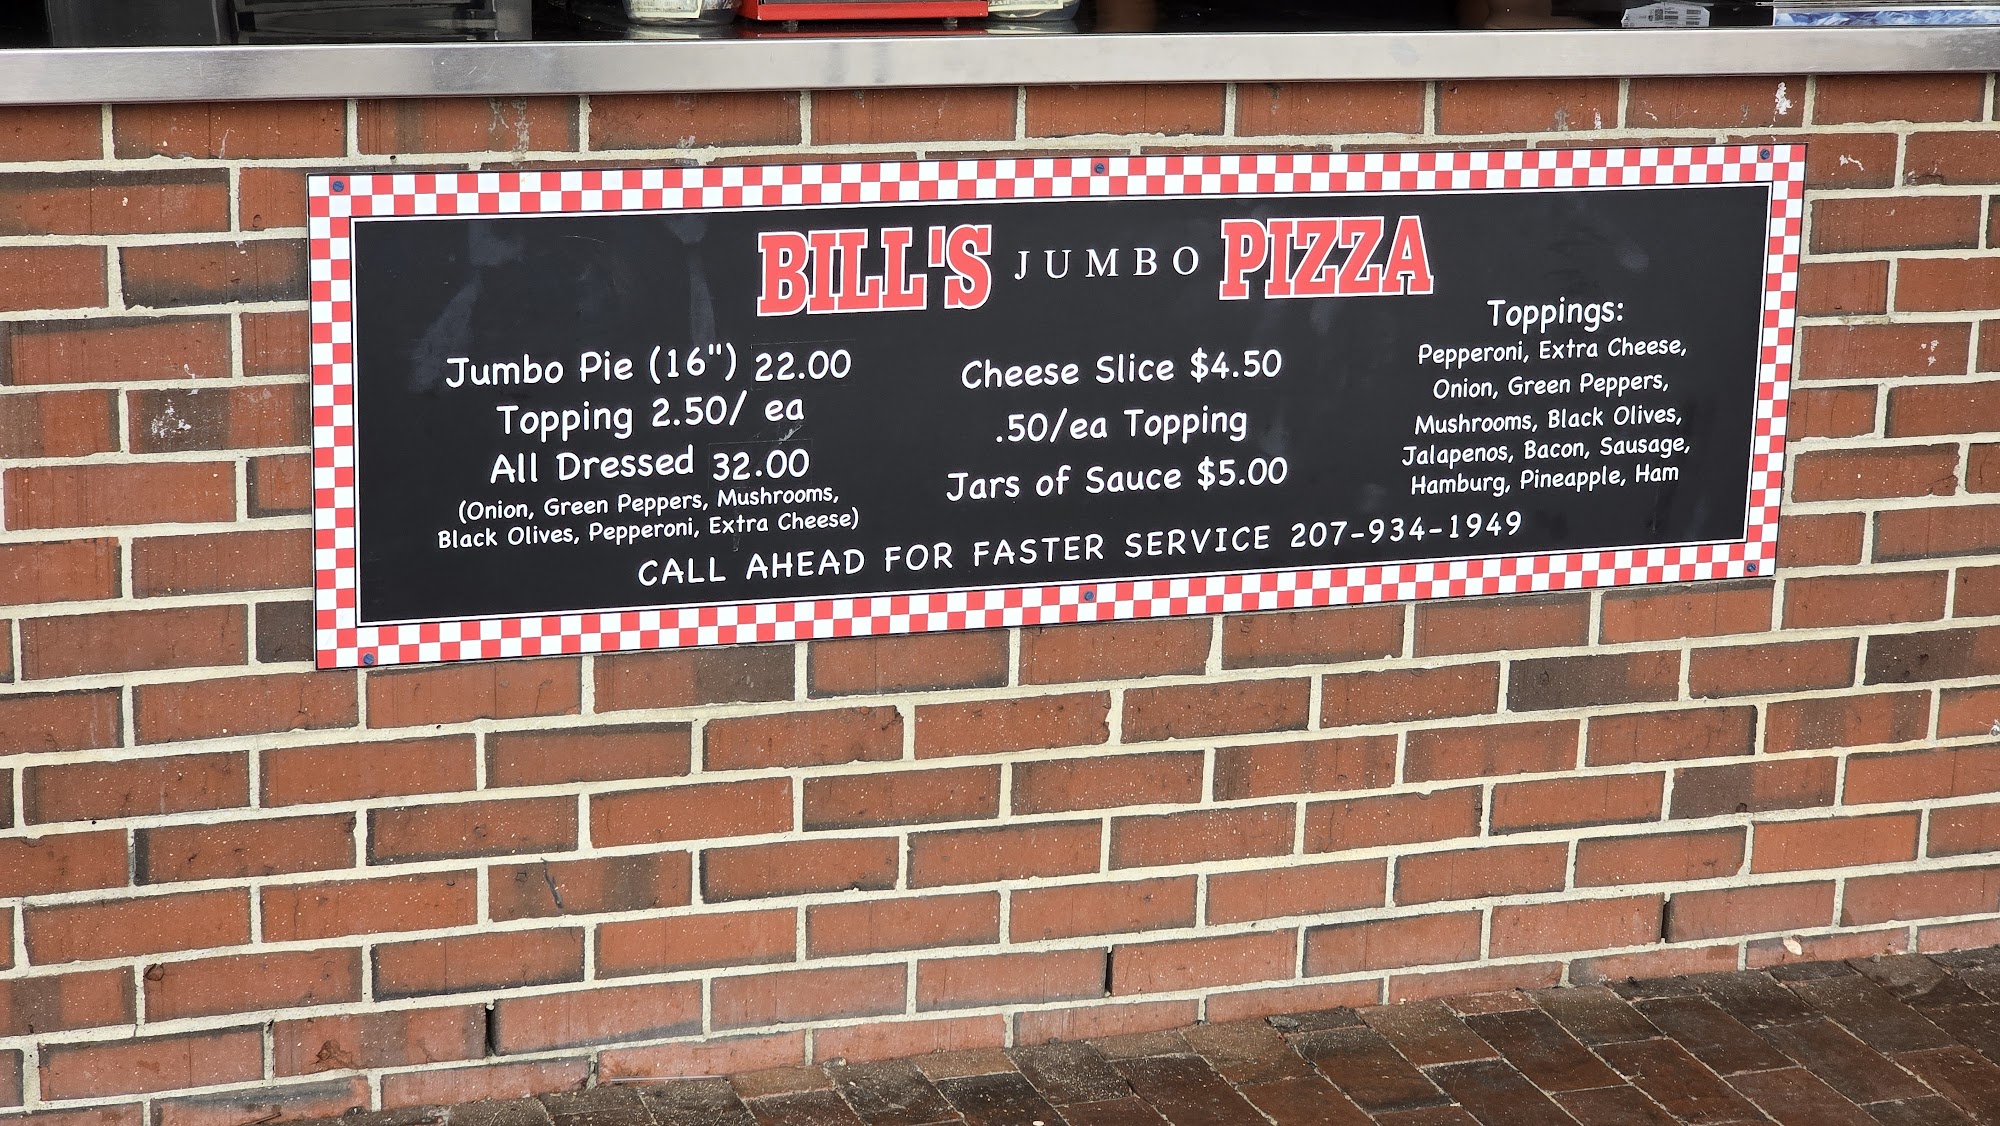 BILL'S JUMBO PIZZA
Jumbo Pie (16") 22.00
Topping 2.50/ ea
All Dressed 32.00
(Onion, Green Peppers, Mushrooms,
Black Olives, Pepperoni, Extra Cheese)
Cheese Slice $4.50
.50/ea Topping
Jars of Sauce $5.00
Toppings:
Pepperoni, Extra Cheese,
Onion, Green Peppers,
Mushrooms, Black Olives,
Jalapenos, Bacon, Sausage,
Hamburg, Pineapple, Ham
CALL AHEAD FOR FASTER SERVICE 207-934-1949